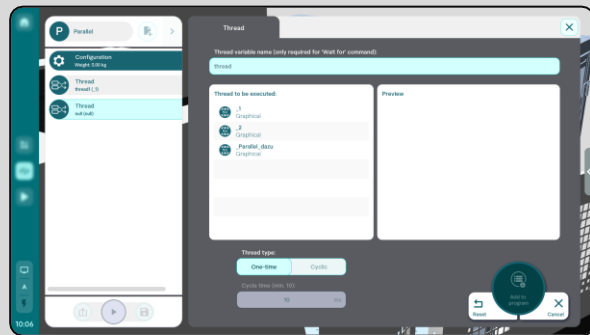 P Parallel
Configuration
Weight: 0.00 kg
Thread
thread1 (_1)
Thread
null (null)
10:06
A
Thread
Thread variable name (only required for 'Wait for' command)
thread
Thread to be executed:
_1
Graphical
_2
Graphical
_Parallel_dazu
Graphical
Preview
Thread type:
One-time
Cyclic
Cycle time (min. 10):
10
ms
Add to
program
Reset
Cancel